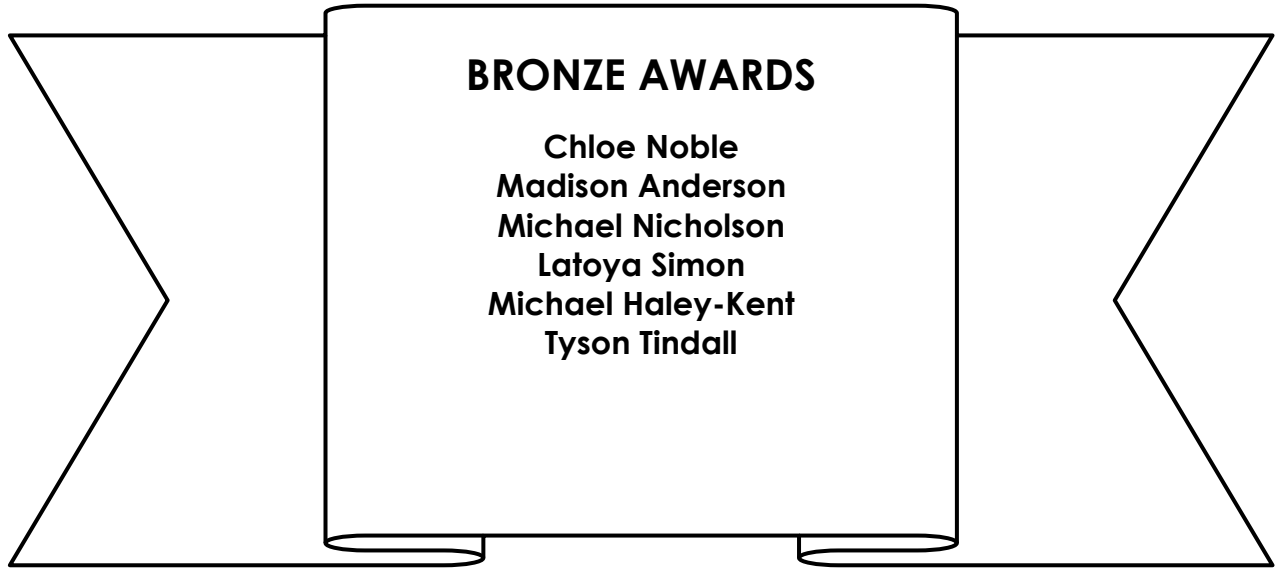 BRONZE AWARDS
Chloe Noble
Madison Anderson
Michael Nicholson
Latoya Simon
Michael Haley-Kent
Tyson Tindall